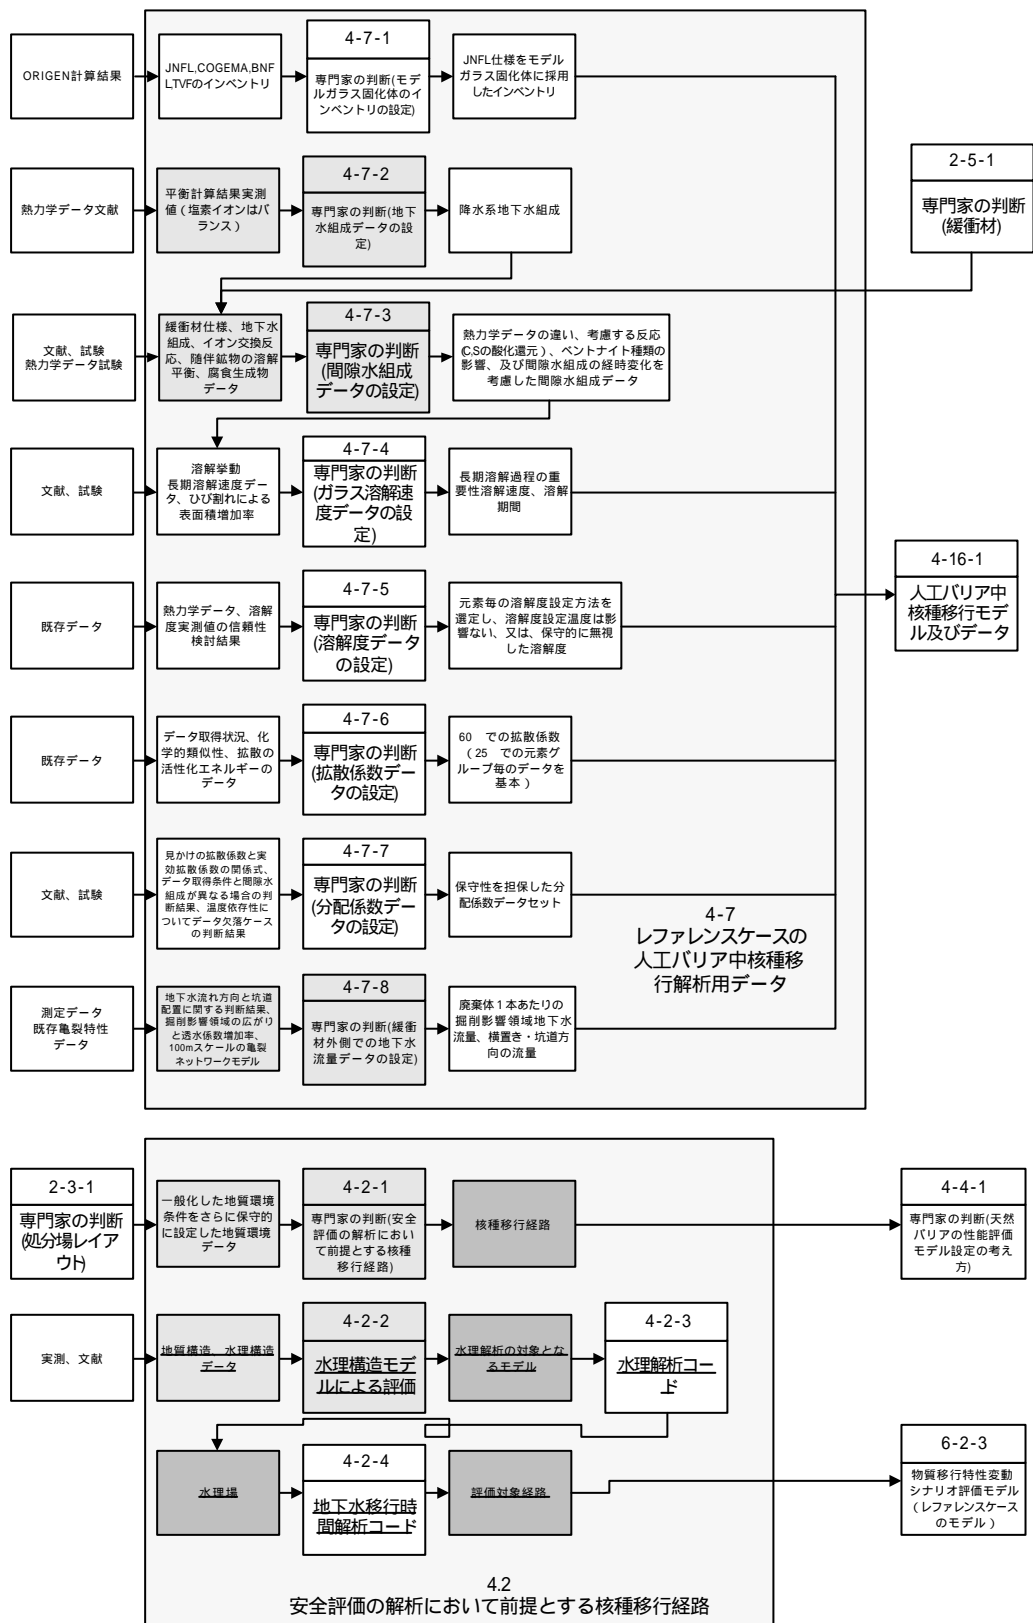 ORIGEN計算結果
JNFL,COGEMA,BNF
L,TVFのインベントリ
4-7-1
専門家の判断(モデ
ルガラス固化体のイ
ンベントリの設定)
JNFL仕様をモデル
ガラス固化体に採用
したインベントリ
2-5-1
専門家の判断
(緩衝材)
熱力学データ文献
平衡計算結果実測
値（塩素イオンはバ
ランス）
4-7-2
専門家の判断(地下
水組成データの設
定)
降水系地下水組成
文献、試験
熱力学データ試験
緩衝材仕様、地下水
組成、イオン交換反
応、随伴鉱物の溶解
平衡、腐食生成物
データ
4-7-3
専門家の判断
(間隙水組成
データの設定)
熱力学データの違い、考慮する反応
(C,Sの酸化還元)、ベントナイト種類の
影響、及び間隙水組成の経時変化を
考慮した間隙水組成データ
文献、試験
溶解挙動
長期溶解速度デー
タ、ひび割れによる
表面積増加率
4-7-4
専門家の判断
(ガラス溶解速
度データの設
定)
長期溶解過程の重
要性溶解速度、溶解
期間
4-16-1
人工バリア中
核種移行モデ
ル及びデータ
既存データ
熱力学データ、溶解
度実測値の信頼性
検討結果
4-7-5
専門家の判断
(溶解度データ
の設定)
元素毎の溶解度設定方法を
選定し、溶解度設定温度は影
響ない、又は、保守的に無視
した溶解度
既存データ
データ取得状況、化
学的類似性、拡散の
活性化エネルギーの
データ
4-7-6
専門家の判断
(拡散係数デー
タの設定)
60　での拡散係数
（25　での元素グ
ループ毎のデータを
基本）
文献、試験
見かけの拡散係数と実
効拡散係数の関係式、
データ取得条件と間隙水
組成が異なる場合の判
断結果、温度依存性に
ついてデータ欠落ケース
の判断結果
4-7-7
専門家の判断
(分配係数デー
タの設定)
保守性を担保した分
配係数データセット
4-7
レファレンスケースの
人工バリア中核種移
行解析用データ
測定データ
既存亀裂特性
データ
地下水流れ方向と坑道
配置に関する判断結果、
掘削影響領域の広がり
と透水係数増加率、
100mスケールの亀裂
ネットワークモデル
4-7-8
専門家の判断(緩衝
材外側での地下水
流量データの設定)
廃棄体１本あたりの
掘削影響領域地下水
流量、横置き・坑道方
向の流量
2-3-1
専門家の判断
(処分場レイア
ウト)
一般化した地質環境
条件をさらに保守的
に設定した地質環境
データ
4-2-1
専門家の判断(安全
評価の解析におい
て前提とする核種
移行経路)
核種移行経路
4-4-1
専門家の判断(天然
バリアの性能評価
モデル設定の考え
方)
実測、文献
地質構造、水理構造
データ
4-2-2
水理構造モデ
ルによる評価
水理解析の対象とな
るモデル
4-2-3
水理解析コー
ド
水理場
4-2-4
地下水移行時
間解析コード
評価対象経路
6-2-3
物質移行特性変動
シナリオ評価モデル
（レファレンスケース
のモデル）
4.2
安全評価の解析において前提とする核種移行経路